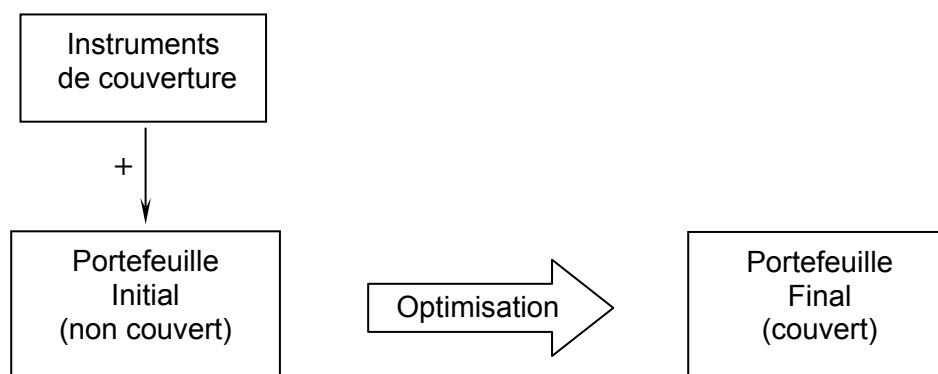 Instruments
de couverture
+
Portefeuille
Initial
(non couvert)
Optimisation
Portefeuille
Final
(couvert)